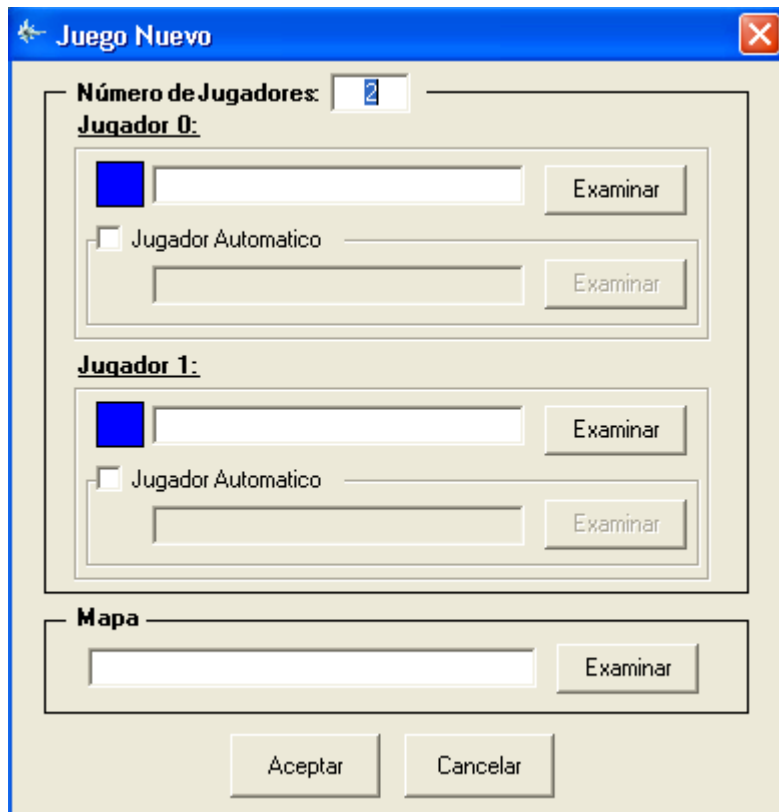 Juego Nuevo
Número de Jugadores: 2
Jugador 0:
Examinar
Jugador Automatico
Examinar
Jugador 1:
Examinar
Jugador Automatico
Examinar
Mapa
Examinar
Aceptar Cancelar